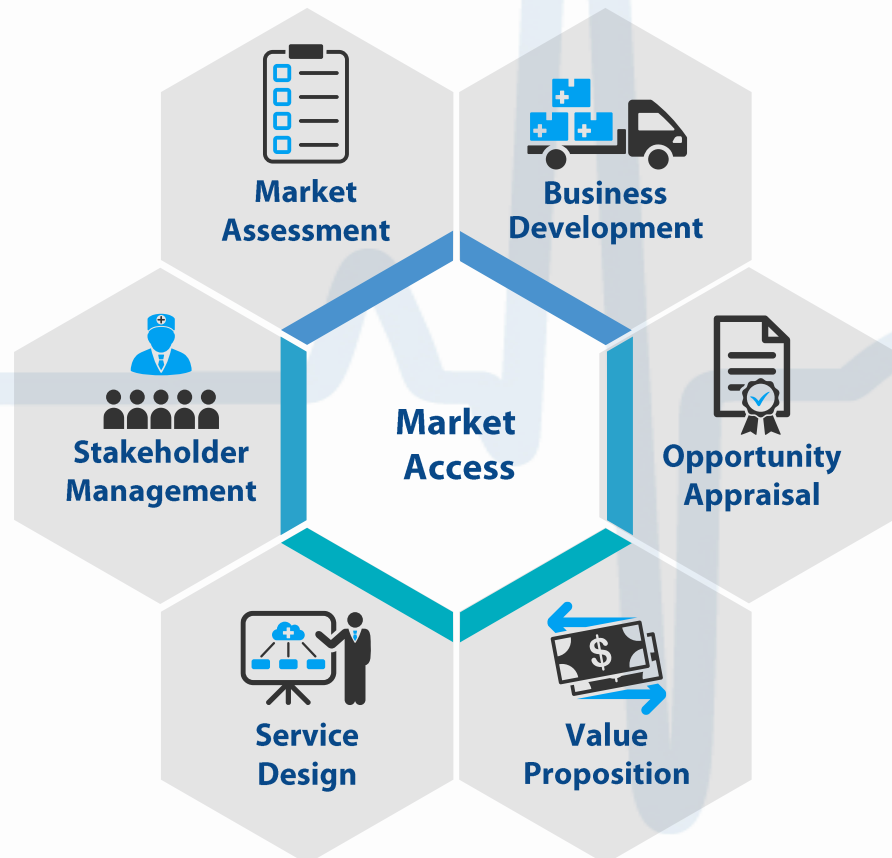 Market
Assessment
Business
Development
Stakeholder
Management
Market
Access
Opportunity
Appraisal
Service
Design
$
Value
Proposition